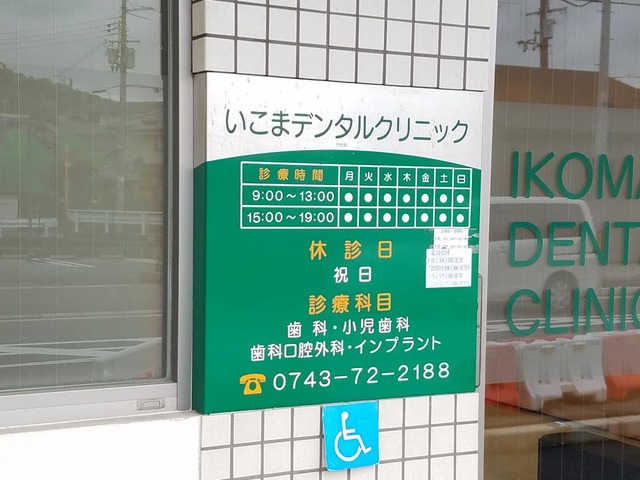 いこまデンタルクリニック
診療時間 月 火 水 木 金 土 日
9:00～13:00 ● ● ● ● ● ● ●
15:00～19:00 ● ● ● ● ● ● ●
休診日
祝日
診療科目
歯科・小児歯科
歯科口腔外科・インプラント
0743-72-2188
IKOMA
DENTA
CLINIC